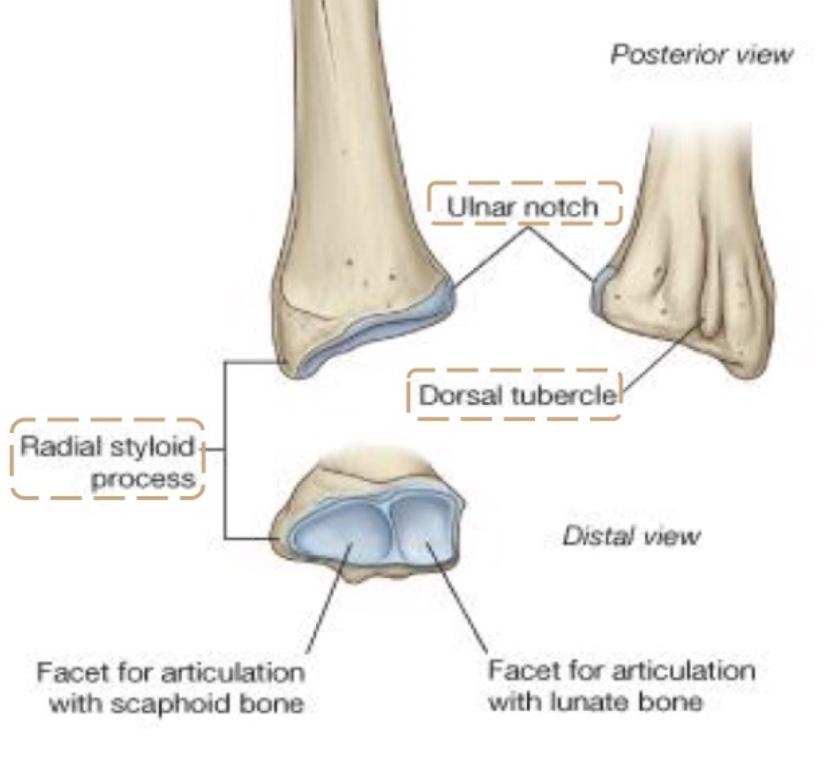 Posterior view
Ulnar notch
Dorsal tubercle
Radial styloid
process
Distal view
Facet for articulation
with scaphoid bone
Facet for articulation
with lunate bone